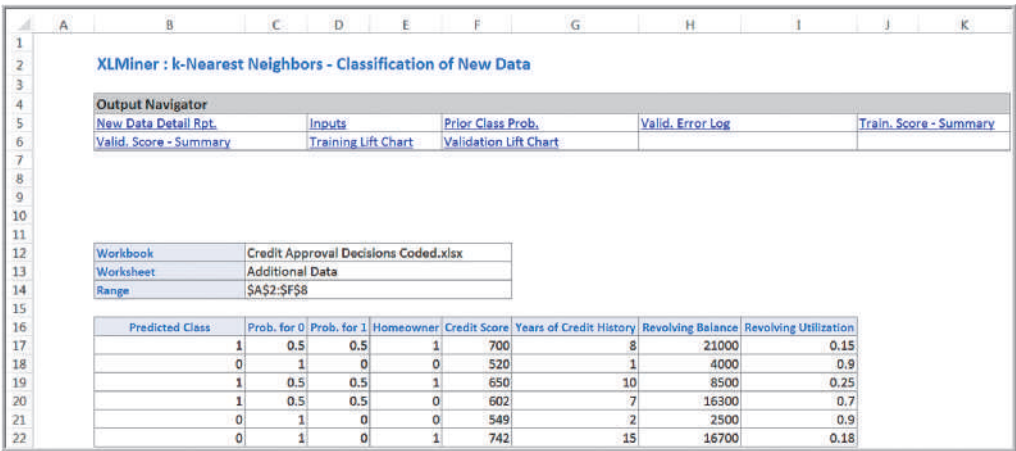 A B C D E F G H I J K
1
2 XLMiner : k-Nearest Neighbors - Classification of New Data
3
4 Output Navigator
5 New Data Detail Rpt. Inputs Prior Class Prob. Valid. Error Log Train. Score - Summary
6 Valid. Score - Summary Training Lift Chart Validation Lift Chart
7
8
9
10
11
12 Workbook Credit Approval Decisions Coded.xlsx
13 Worksheet Additional Data
14 Range $A$2:$F$8
15
16 Predicted Class Prob. for 0 Prob. for 1 Homeowner Credit Score Years of Credit History Revolving Balance Revolving Utilization
17 1 0.5 0.5 1 700 8 21000 0.15
18 0 1 0 0 520 1 4000 0.9
19 1 0.5 0.5 1 650 10 8500 0.25
20 1 0.5 0.5 0 602 7 16300 0.7
21 0 1 0 0 549 2 2500 0.9
22 0 1 0 1 742 15 16700 0.18